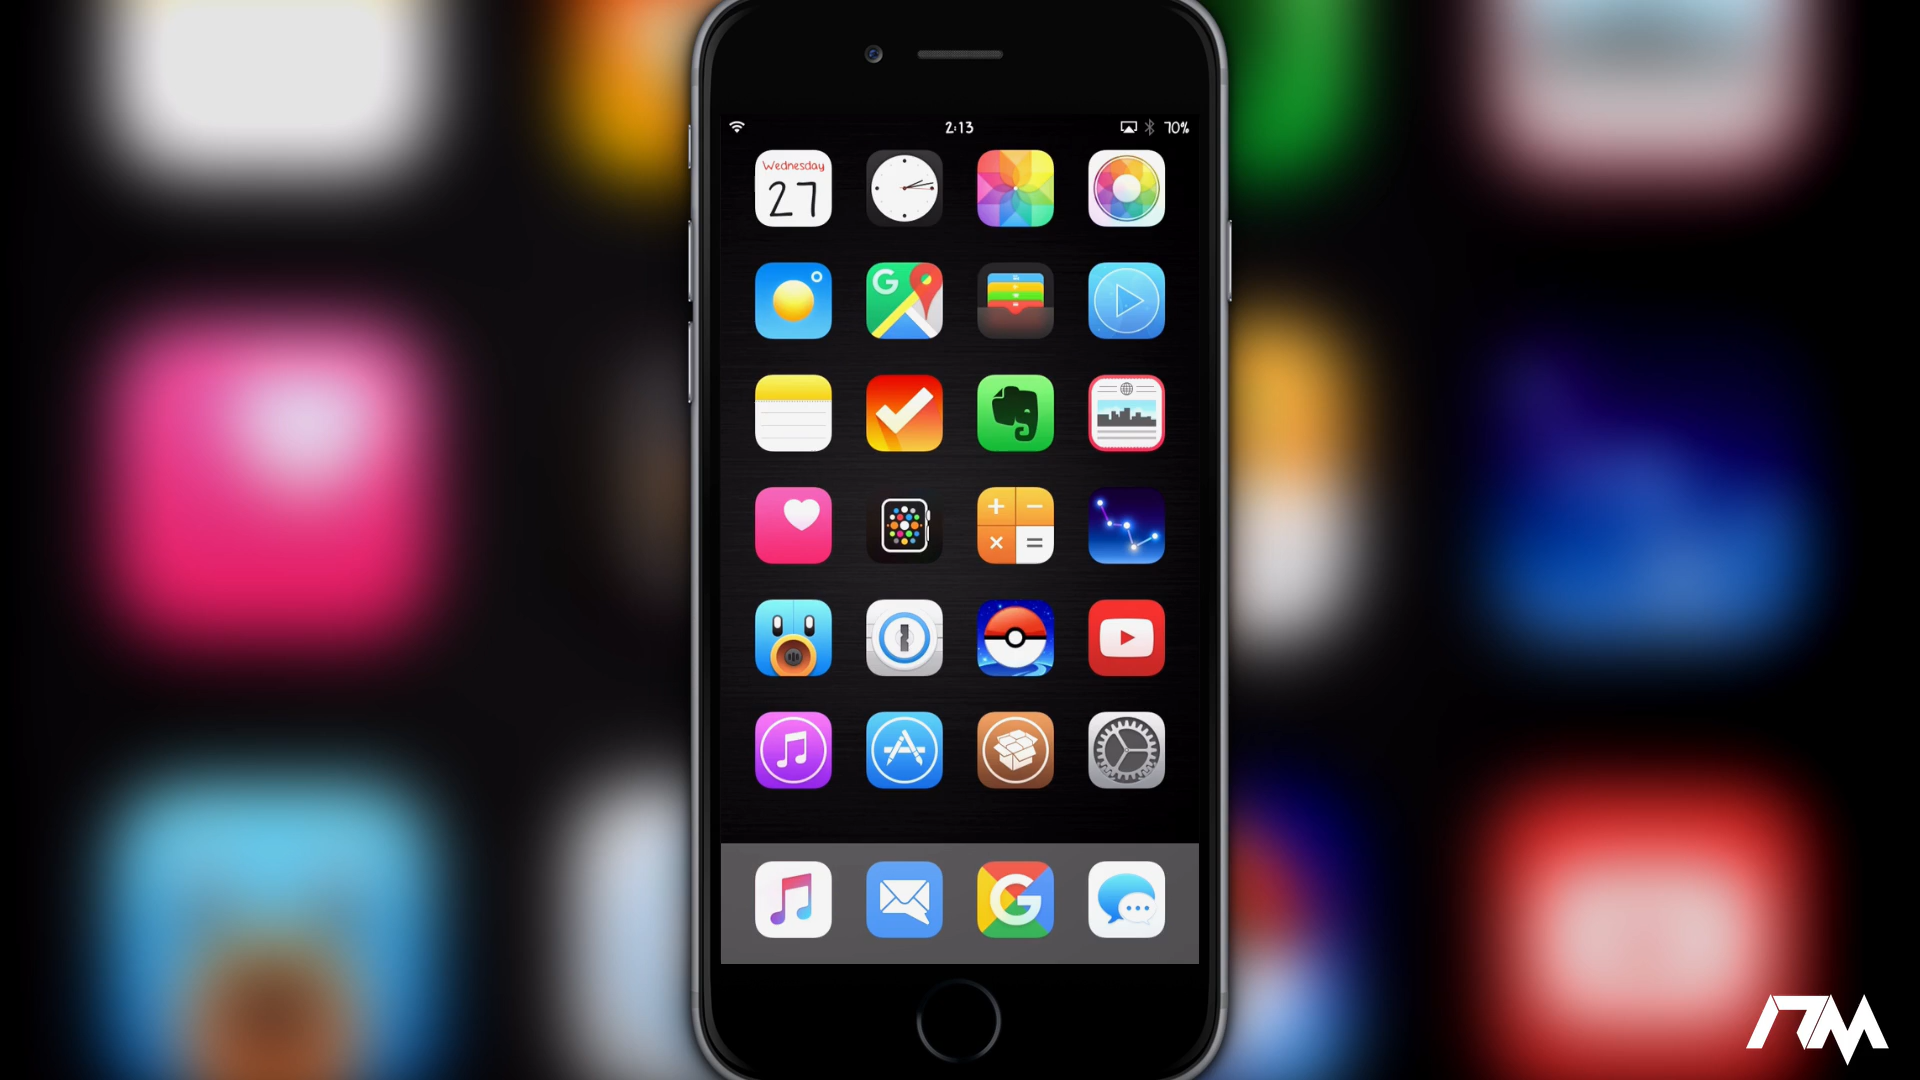 2:13
70%
Wednesday
27
G
+ −
× =
G